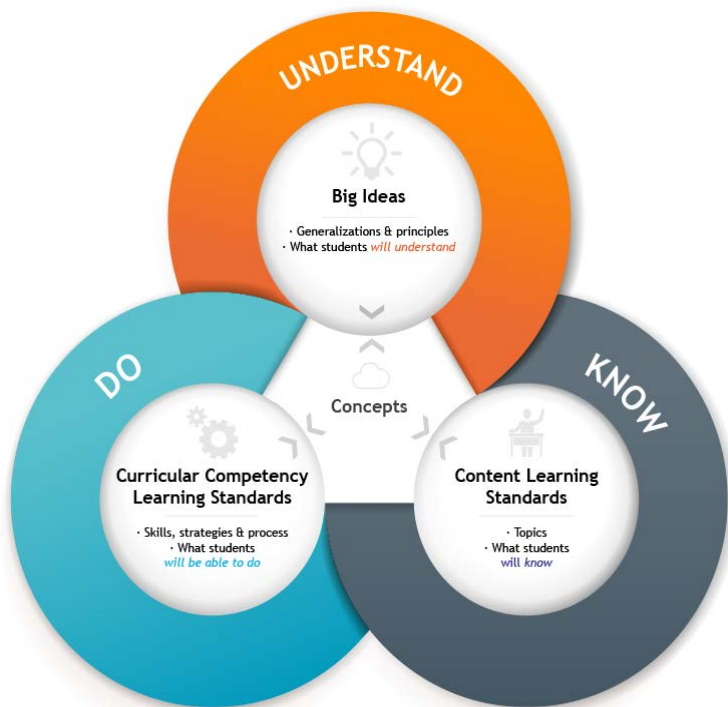 UNDERSTAND
Big Ideas
· Generalizations & principles
· What students will understand
DO
KNOW
Concepts
Curricular Competency
Learning Standards
· Skills, strategies & process
· What students
will be able to do
Content Learning
Standards
· Topics
· What students
will know